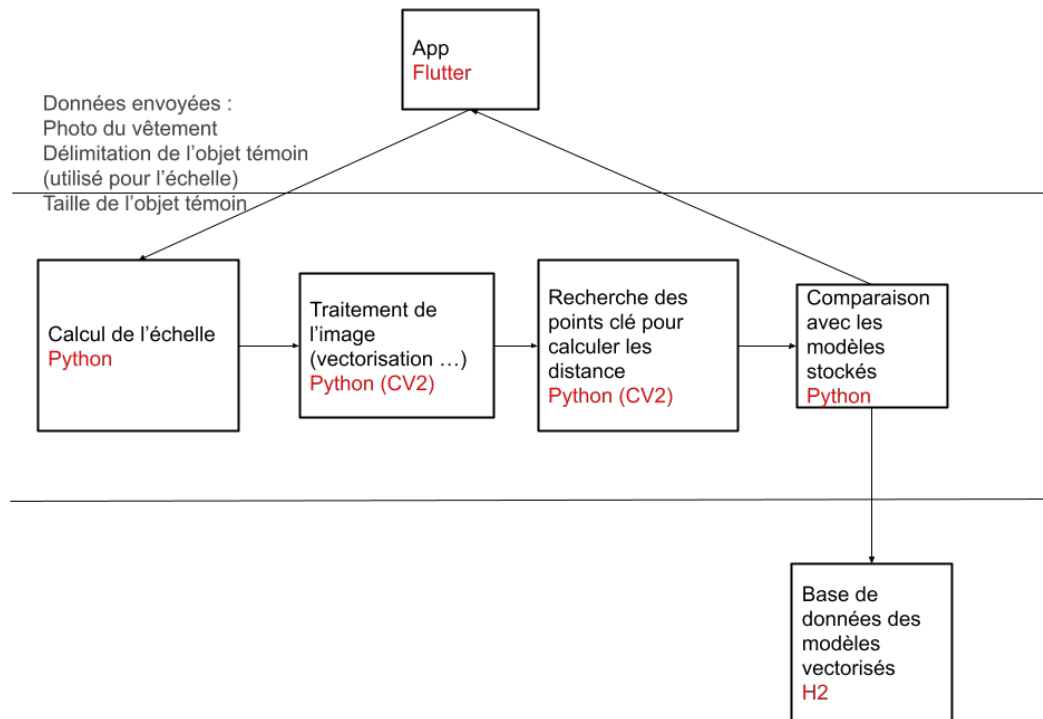 App
Flutter
Données envoyées :
Photo du vêtement
Délimitation de l'objet témoin
(utilisé pour l'échelle)
Taille de l'objet témoin
Calcul de l'échelle
Python
Traitement de
l'image
(vectorisation ...)
Python (CV2)
Recherche des
points clé pour
calculer les
distance
Python (CV2)
Comparaison
avec les
modèles
stockés
Python
Base de
données des
modèles
vectorisés
H2